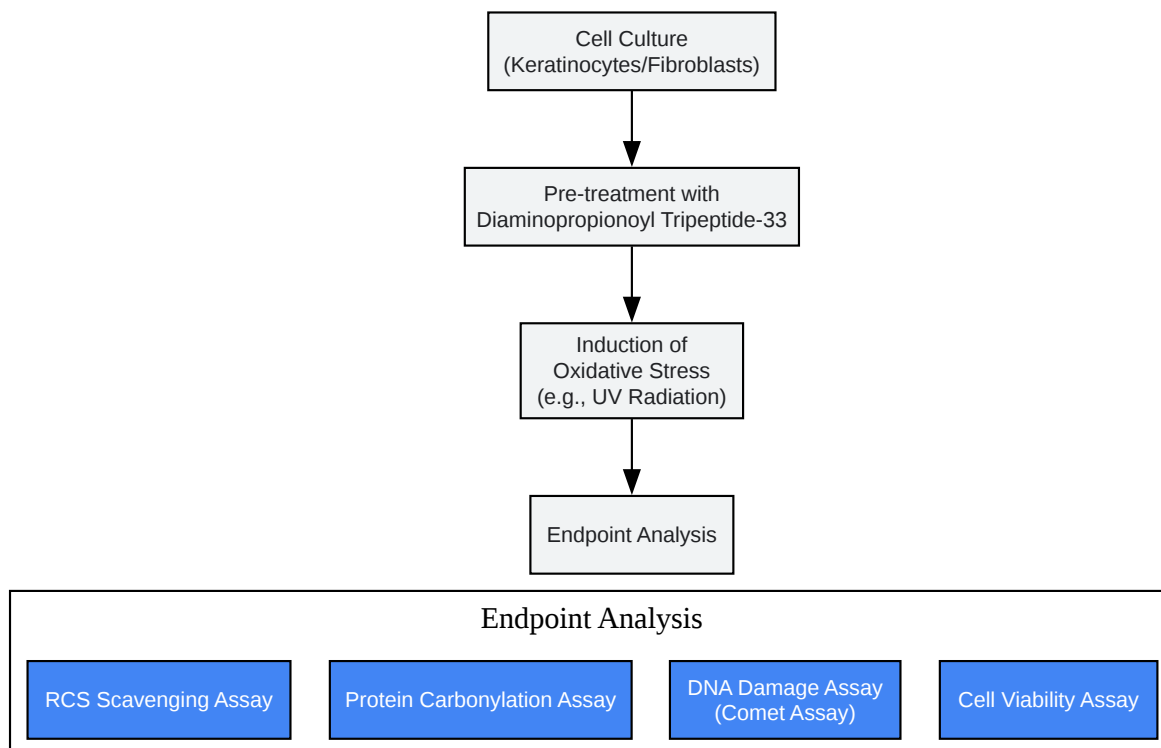 Cell Culture
(Keratinocytes/Fibroblasts)
Pre-treatment with
Diaminopropionoyl Tripeptide-33
Induction of
Oxidative Stress
(e.g., UV Radiation)
Endpoint Analysis
Endpoint Analysis
RCS Scavenging Assay
Protein Carbonylation Assay
DNA Damage Assay
(Comet Assay)
Cell Viability Assay